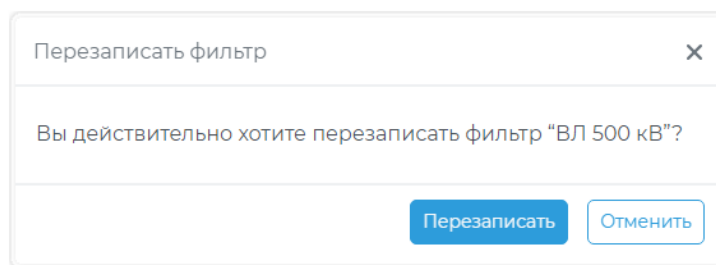 Перезаписать фильтр
Вы действительно хотите перезаписать фильтр “ВЛ 500 кВ”?
Перезаписать
Отменить